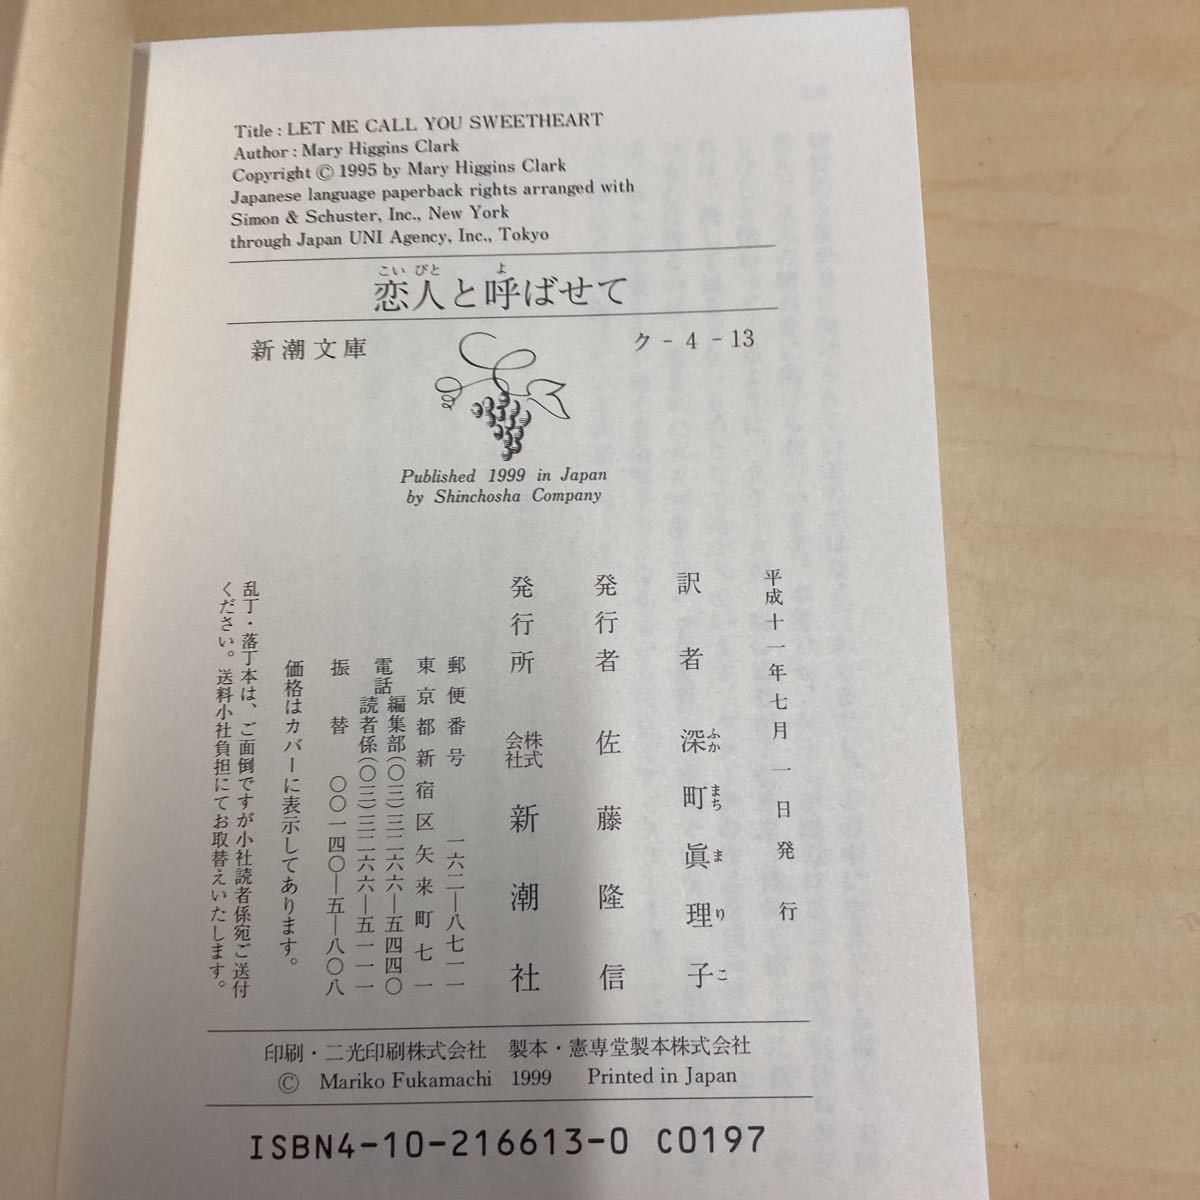 Title : LET ME CALL YOU SWEETHEART
Author : Mary Higgins Clark
Copyright © 1995 by Mary Higgins Clark
Japanese language paperback rights arranged with
Simon & Schuster, Inc., New York
through Japan UNI Agency, Inc., Tokyo
恋人と呼ばせて
こい びと よ
新潮文庫
ク - 4 - 13
Published 1999 in Japan
by Shinchosha Company
平成十一年七月一日発行
訳者 深町眞理子
ふか まち ま り こ
発行者 佐藤隆信
発行所 株式会社 新潮社
郵便番号 一六二―八七一一
東京都新宿区矢来町七一
電話 編集部(〇三)三二六六―五四四〇
読者係(〇三)三二六六―五一一一
振替 〇〇一四〇―五―八〇八
価格はカバーに表示してあります。
乱丁・落丁本は、ご面倒ですが小社読者係宛ご送付
ください。送料小社負担にてお取替えいたします。
印刷・二光印刷株式会社 製本・憲専堂製本株式会社
© Mariko Fukamachi 1999 Printed in Japan
ISBN4-10-216613-0 C0197